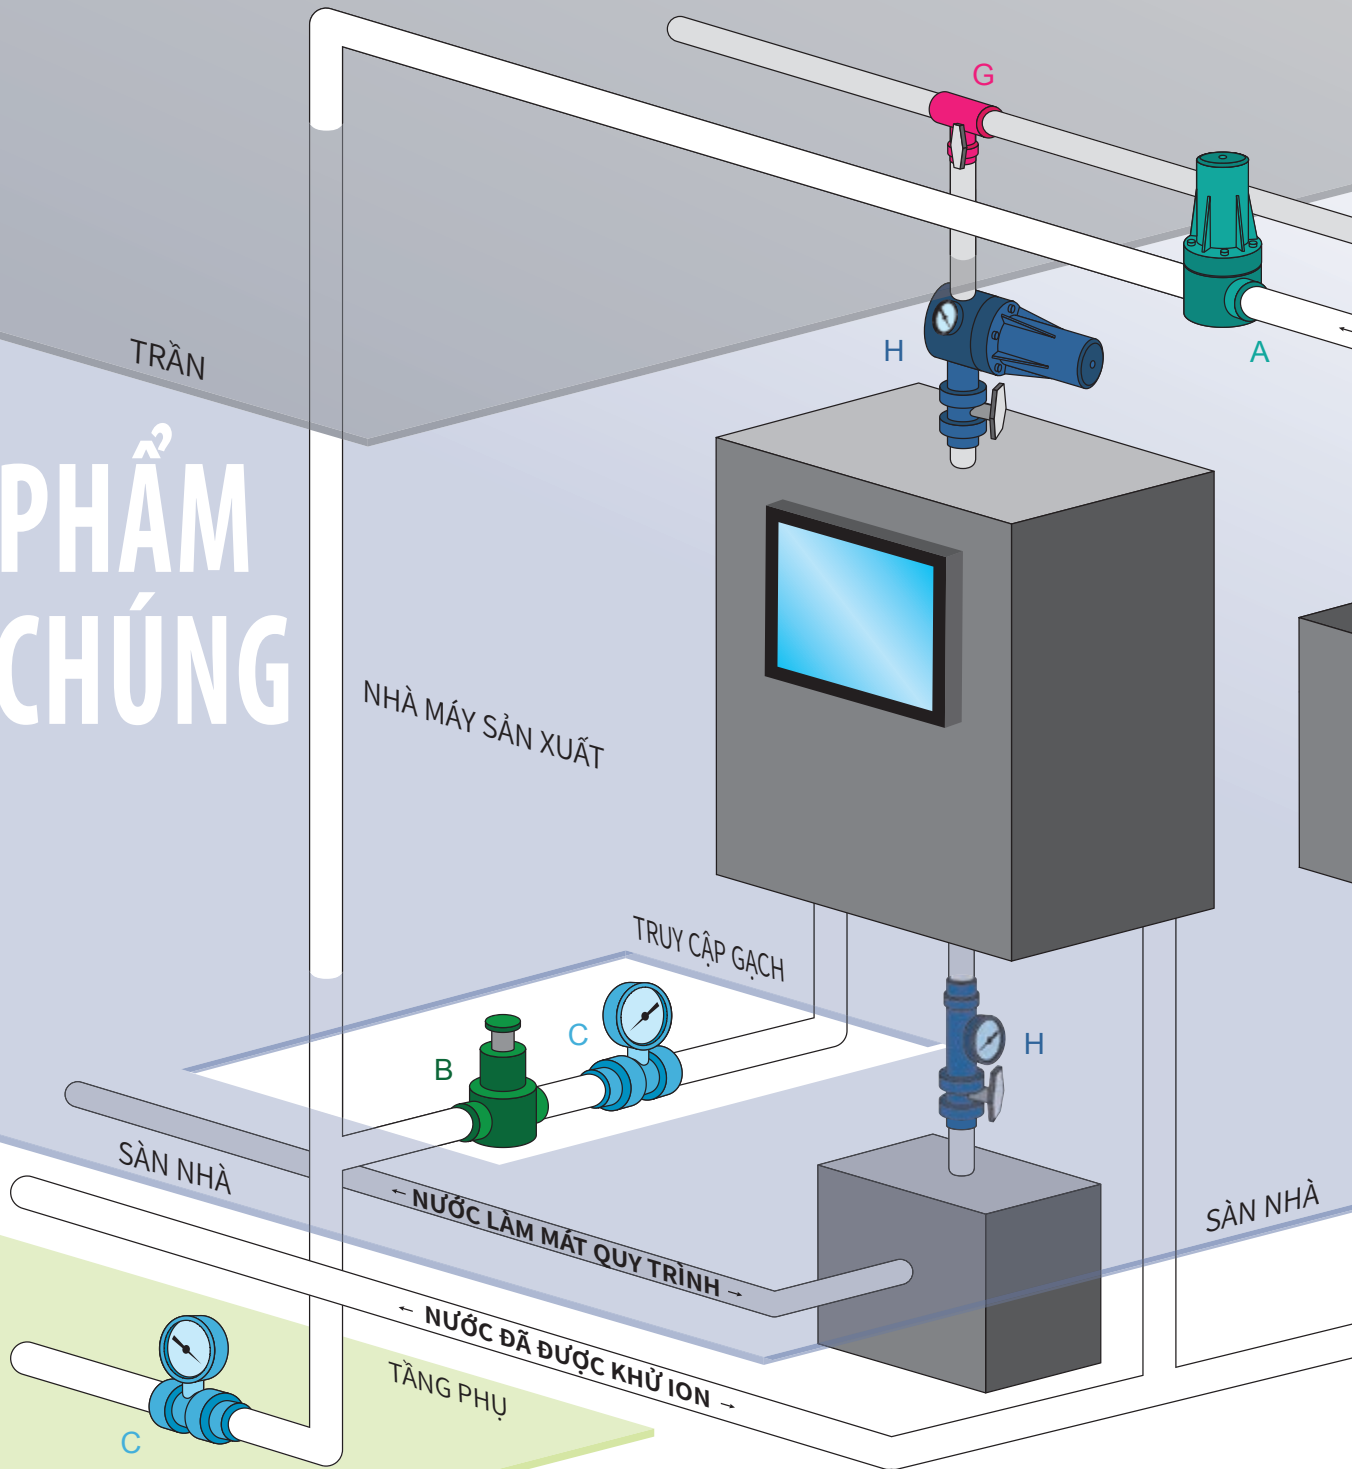 G
A
H
TRẦN
PHẨM
CHÚNG
NHÀ MÁY SẢN XUẤT
TRUY CẬP GẠCH
C
B
H
SÀN NHÀ
← NƯỚC LÀM MÁT QUY TRÌNH →
SÀN NHÀ
← NƯỚC ĐÃ ĐƯỢC KHỬ ION →
TẦNG PHỤ
C
←